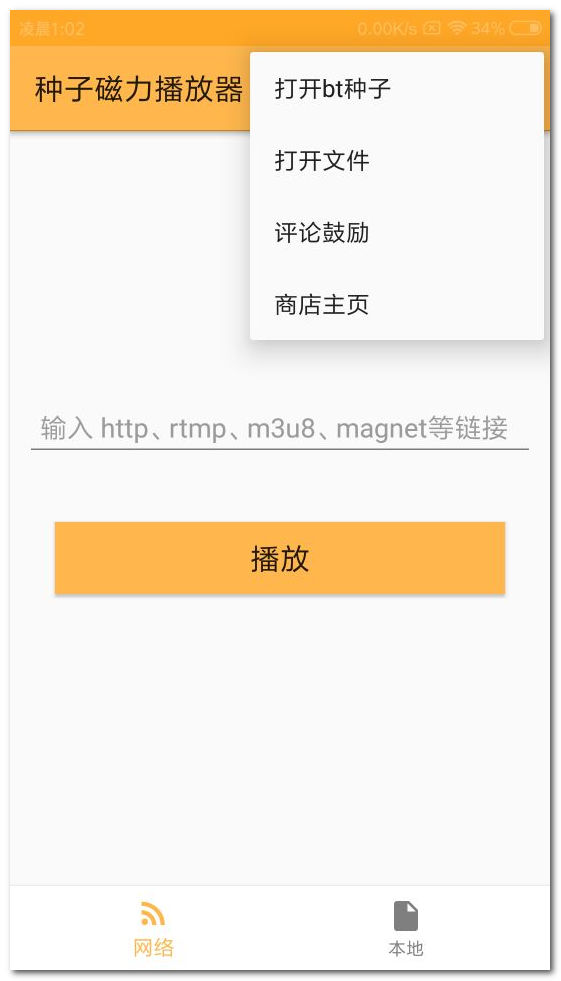 凌晨1:02 0.00K/s 34%
种子磁力播放器
打开bt种子
打开文件
评论鼓励
商店主页
输入 http、rtmp、m3u8、magnet等链接
播放
网络 本地